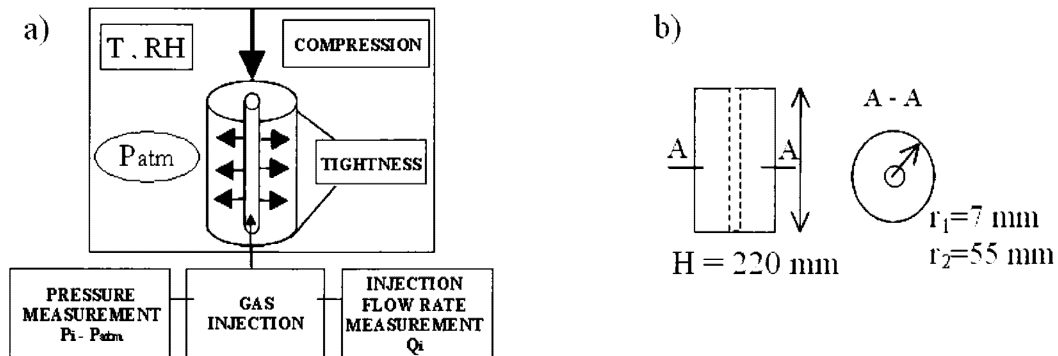 a)
T , RH
COMPRESSION
Patm
TIGHTNESS
PRESSURE
MEASUREMENT
Pi - Patm
GAS
INJECTION
INJECTION
FLOW RATE
MEASUREMENT
Qi
b)
A - A
A
A
r1=7 mm
r2=55 mm
H = 220 mm